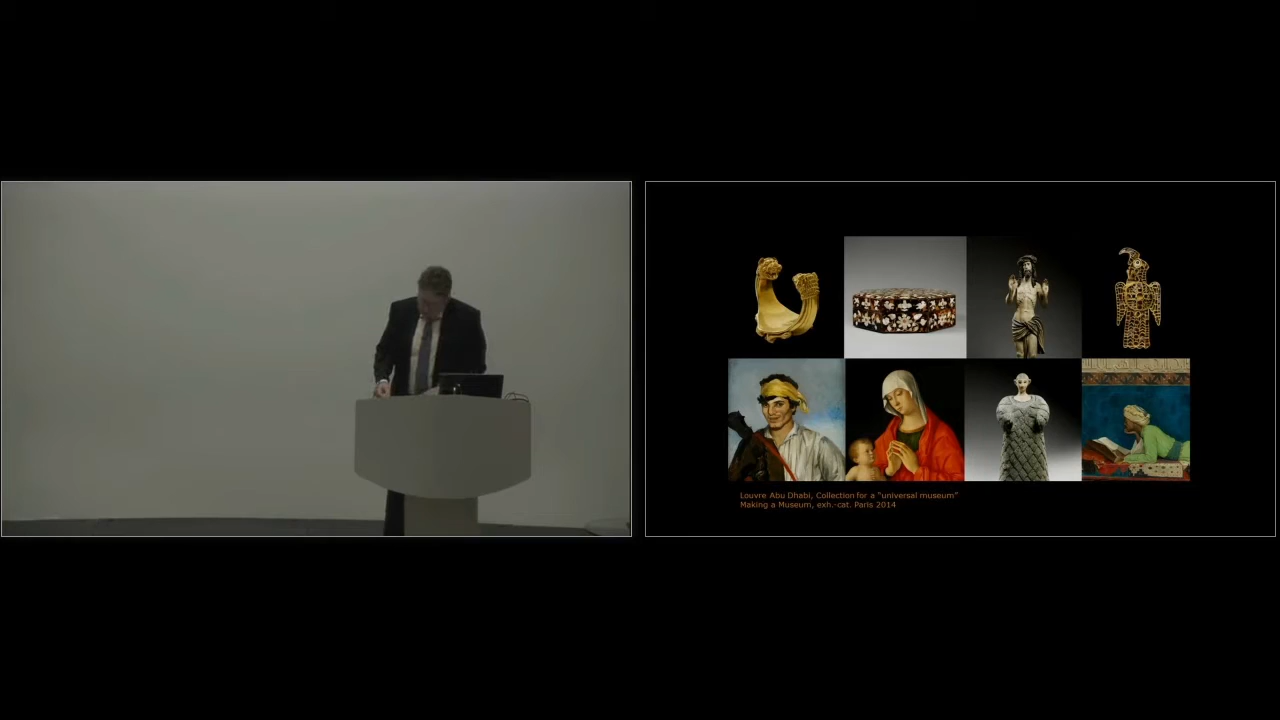 Louvre Abu Dhabi, Collection for a "universal museum"
Making a Museum, exh.-cat. Paris 2014